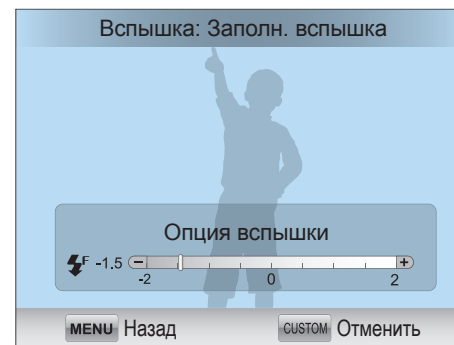 Вспышка: Заполн. вспышка
Опция вспышки
F -1.5 - +
-2 0 2
MENU Назад CUSTOM Отменить